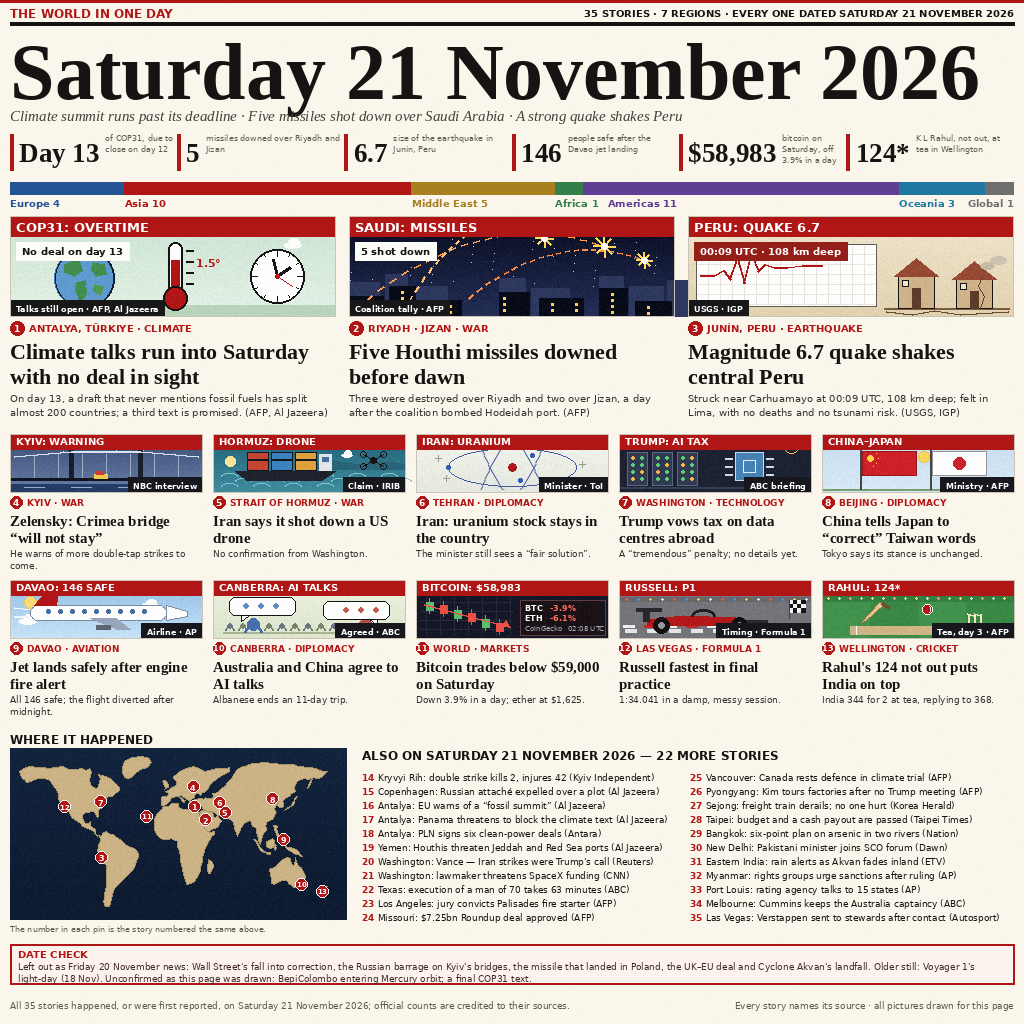 THE WORLD IN ONE DAY
35 STORIES · 7 REGIONS · EVERY ONE DATED SATURDAY 21 NOVEMBER 2026
Saturday 21 November 2026
Climate summit runs past its deadline · Five missiles shot down over Saudi Arabia · A strong quake shakes Peru
Day 13
of COP31, due to
close on day 12
5
missiles downed over Riyadh and
Jizan
6.7
size of the earthquake in
Junin, Peru
146
people safe after the
Davao jet landing
$58,983
bitcoin on
Saturday, off
3.9% in a day
124*
K L Rahul, not out, at
tea in Wellington
Europe 4
Asia 10
Middle East 5
Africa 1
Americas 11
Oceania 3
Global 1
COP31: OVERTIME
No deal on day 13
1.5°
Talks still open · AFP, Al Jazeera
1 ANTALYA, TÜRKIYE · CLIMATE
Climate talks run into Saturday
with no deal in sight
On day 13, a draft that never mentions fossil fuels has split
almost 200 countries; a third text is promised. (AFP, Al Jazeera)
SAUDI: MISSILES
5 shot down
Coalition tally · AFP
2 RIYADH · JIZAN · WAR
Five Houthi missiles downed
before dawn
Three were destroyed over Riyadh and two over Jizan, a day
after the coalition bombed Hodeidah port. (AFP)
PERU: QUAKE 6.7
00:09 UTC · 108 km deep
USGS · IGP
3 JUNÍN, PERU · EARTHQUAKE
Magnitude 6.7 quake shakes
central Peru
Struck near Carhuamayo at 00:09 UTC, 108 km deep; felt in
Lima, with no deaths and no tsunami risk. (USGS, IGP)
KYIV: WARNING
NBC interview
4 KYIV · WAR
Zelensky: Crimea bridge
“will not stay”
He warns of more double-tap strikes to
come.
HORMUZ: DRONE
Claim · IRIB
5 STRAIT OF HORMUZ · WAR
Iran says it shot down a US
drone
No confirmation from Washington.
IRAN: URANIUM
Minister · ToI
6 TEHRAN · DIPLOMACY
Iran: uranium stock stays in
the country
The minister still sees a “fair solution”.
TRUMP: AI TAX
ABC briefing
7 WASHINGTON · TECHNOLOGY
Trump vows tax on data
centres abroad
A “tremendous” penalty; no details yet.
CHINA–JAPAN
Ministry · AFP
8 BEIJING · DIPLOMACY
China tells Japan to
“correct” Taiwan words
Tokyo says its stance is unchanged.
DAVAO: 146 SAFE
Airline · AP
9 DAVAO · AVIATION
Jet lands safely after engine
fire alert
All 146 safe; the flight diverted after
midnight.
CANBERRA: AI TALKS
Agreed · ABC
10 CANBERRA · DIPLOMACY
Australia and China agree to
AI talks
Albanese ends an 11-day trip.
BITCOIN: $58,983
BTC -3.9%
ETH -6.1%
CoinGecko 02:08 UTC
11 WORLD · MARKETS
Bitcoin trades below $59,000
on Saturday
Down 3.9% in a day; ether at $1,625.
RUSSELL: P1
Timing · Formula 1
12 LAS VEGAS · FORMULA 1
Russell fastest in final
practice
1:34.041 in a damp, messy session.
RAHUL: 124*
Tea, day 3 · AFP
13 WELLINGTON · CRICKET
Rahul's 124 not out puts
India on top
India 344 for 2 at tea, replying to 368.
WHERE IT HAPPENED
12
7
11
3
4
1
2
6
5
8
9
10
13
The number in each pin is the story numbered the same above.
ALSO ON SATURDAY 21 NOVEMBER 2026 — 22 MORE STORIES
14 Kryvyi Rih: double strike kills 2, injures 42 (Kyiv Independent)
15 Copenhagen: Russian attaché expelled over a plot (Al Jazeera)
16 Antalya: EU warns of a “fossil summit” (Al Jazeera)
17 Antalya: Panama threatens to block the climate text (Al Jazeera)
18 Antalya: PLN signs six clean-power deals (Antara)
19 Yemen: Houthis threaten Jeddah and Red Sea ports (Al Jazeera)
20 Washington: Vance — Iran strikes were Trump's call (Reuters)
21 Washington: lawmaker threatens SpaceX funding (CNN)
22 Texas: execution of a man of 70 takes 63 minutes (ABC)
23 Los Angeles: jury convicts Palisades fire starter (AFP)
24 Missouri: $7.25bn Roundup deal approved (AFP)
25 Vancouver: Canada rests defence in climate trial (AFP)
26 Pyongyang: Kim tours factories after no Trump meeting (AFP)
27 Sejong: freight train derails; no one hurt (Korea Herald)
28 Taipei: budget and a cash payout are passed (Taipei Times)
29 Bangkok: six-point plan on arsenic in two rivers (Nation)
30 New Delhi: Pakistani minister joins SCO forum (Dawn)
31 Eastern India: rain alerts as Akvan fades inland (ETV)
32 Myanmar: rights groups urge sanctions after ruling (AP)
33 Port Louis: rating agency talks to 15 states (AP)
34 Melbourne: Cummins keeps the Australia captaincy (ABC)
35 Las Vegas: Verstappen sent to stewards after contact (Autosport)
DATE CHECK
Left out as Friday 20 November news: Wall Street's fall into correction, the Russian barrage on Kyiv's bridges, the missile that landed in Poland, the UK–EU deal and Cyclone Akvan's landfall. Older still: Voyager 1's
light-day (18 Nov). Unconfirmed as this page was drawn: BepiColombo entering Mercury orbit; a final COP31 text.
All 35 stories happened, or were first reported, on Saturday 21 November 2026; official counts are credited to their sources.
Every story names its source · all pictures drawn for this page